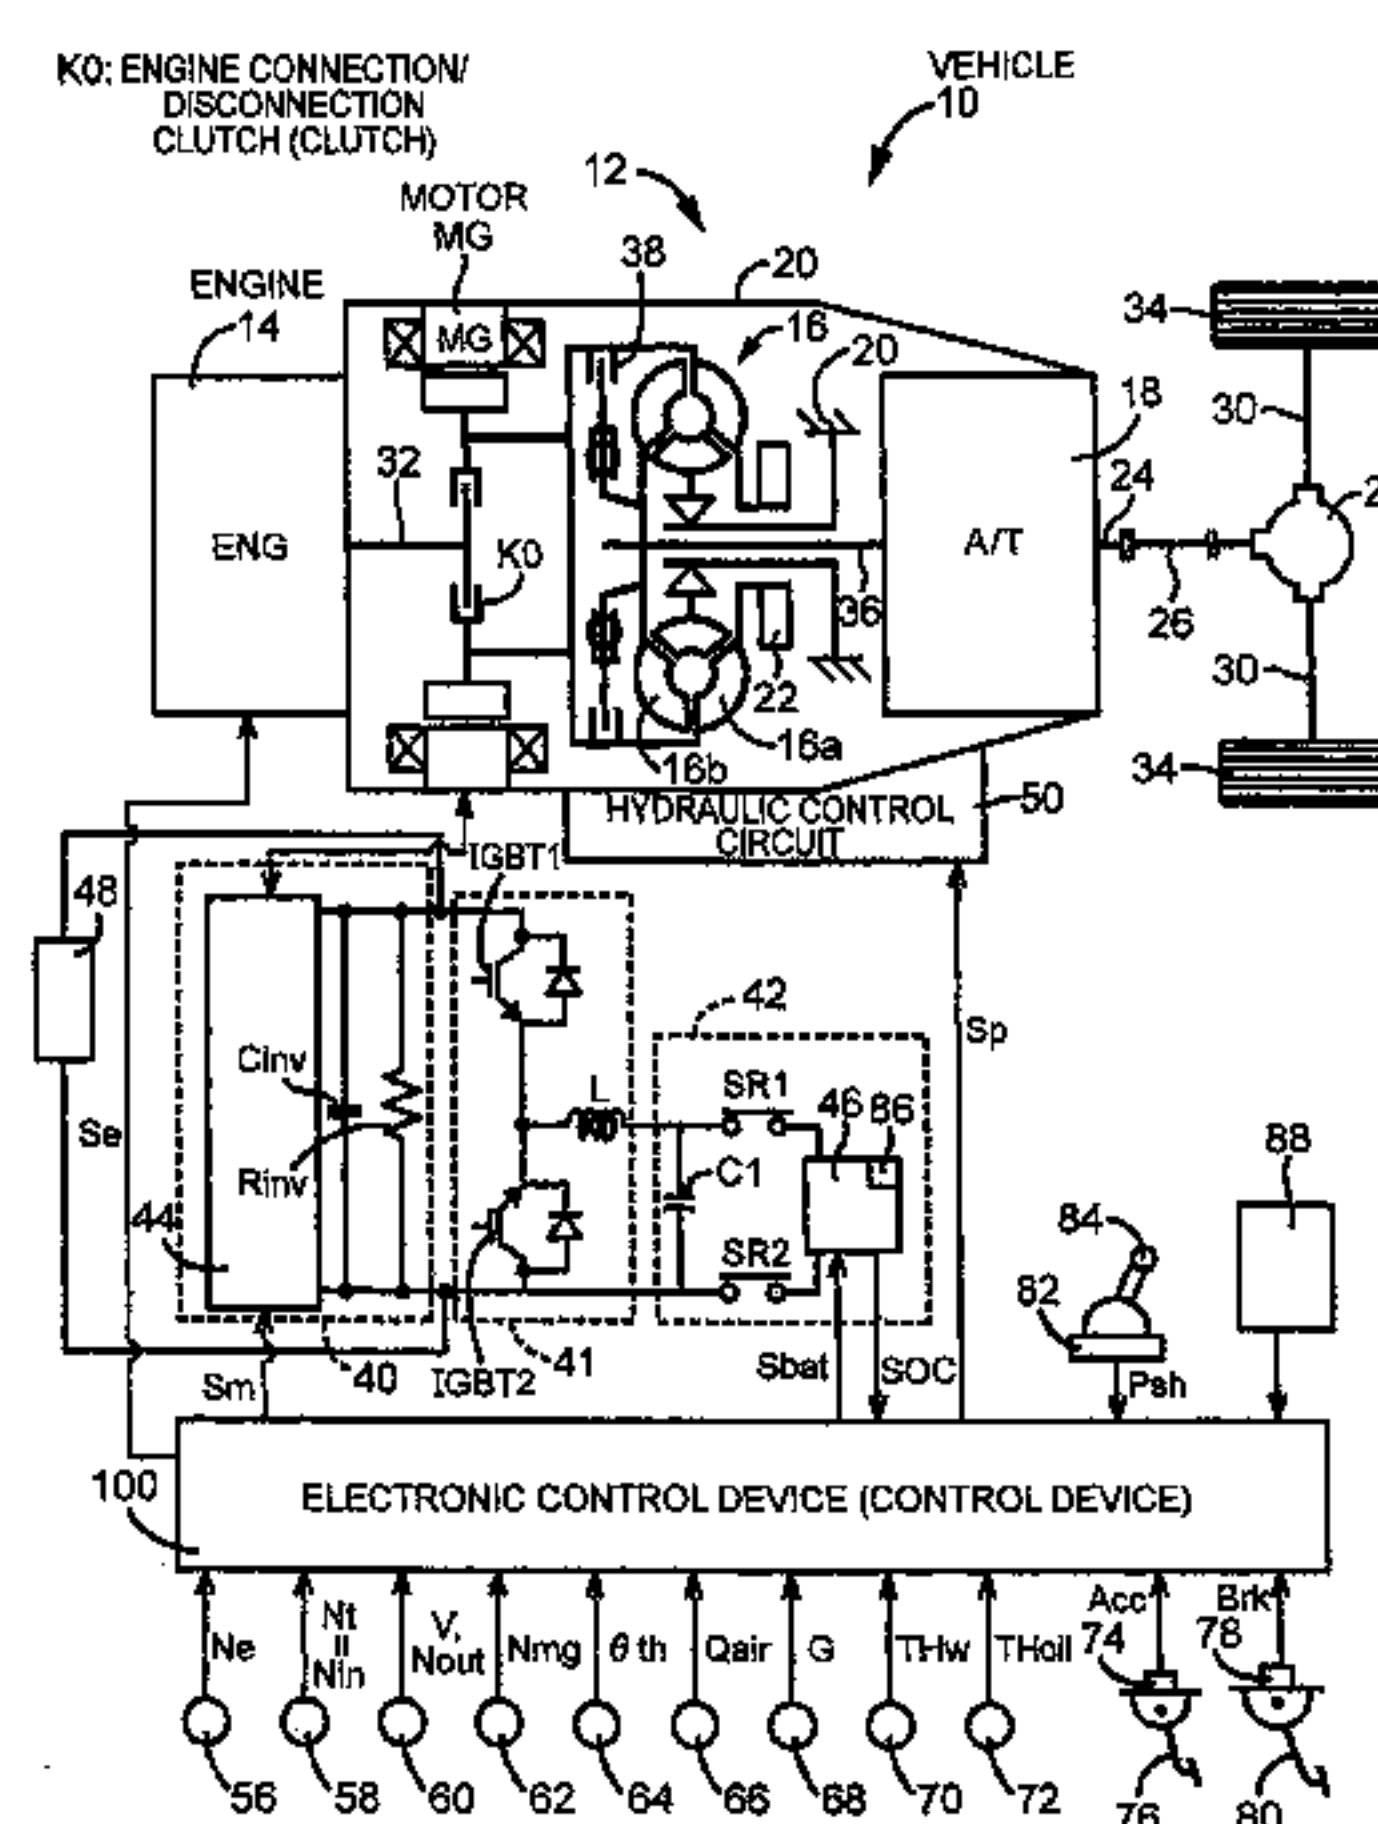 K0; ENGINE CONNECTION/
DISCONNECTION
CLUTCH (CLUTCH)
VEHICLE
10
12
MOTOR
MG
38
20
ENGINE
14
MG
16
20
34
18
30
32
24
ENG
K0
A/T
36
26
22
30
16a
16b
34
HYDRAULIC CONTROL
CIRCUIT
50
IGBT1
48
42
Sp
Cinv
L
SR1
46
86
Se
88
Rinv
C1
44
SR2
84
82
40
IGBT2
41
Sbat
SOC
Psh
Sm
100
ELECTRONIC CONTROL DEVICE (CONTROL DEVICE)
Ne
Nt
=
Nin
V,
Nout
Nmg
θ th
Qair
G
THw
THoil
Acc
74
Brk
78
56
58
60
62
64
66
68
70
72
76
80